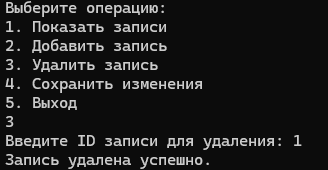 Выберите операцию:
1. Показать записи
2. Добавить запись
3. Удалить запись
4. Сохранить изменения
5. Выход
3
Введите ID записи для удаления: 1
Запись удалена успешно.